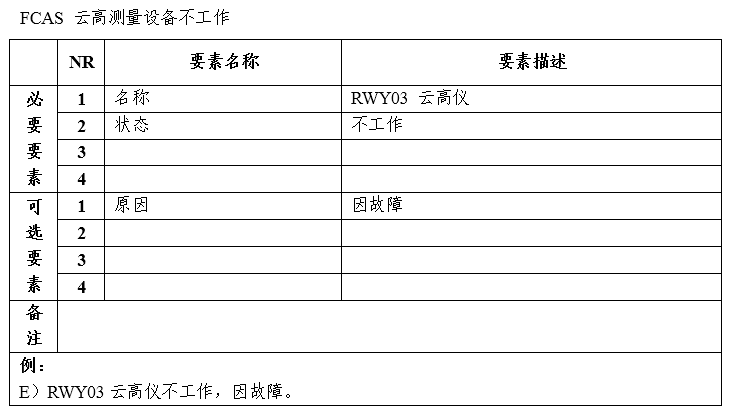 FCAS 云高测量设备不工作
NR 要素名称 要素描述
必要要素
1 名称 RWY03 云高仪
2 状态 不工作
3
4
可选要素
1 原因 因故障
2
3
4
备注
例：
E）RWY03 云高仪不工作，因故障。